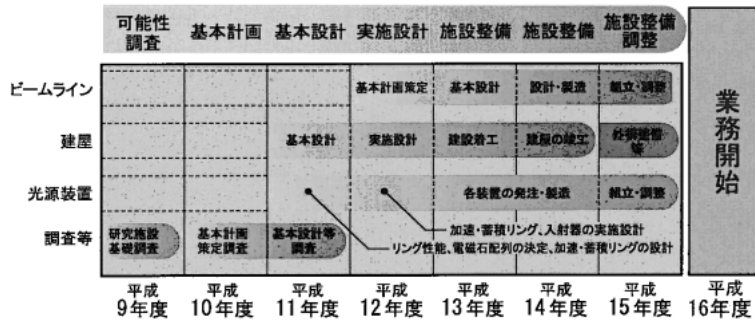 可能性
調査
基本計画
基本設計
実施設計
施設整備
施設整備
施設整備
調整
ビームライン
基本計画策定
基本設計
設計・製造
組立・調整
建屋
基本設計
実施設計
建設着工
建屋の竣工
外構整備
等
光源装置
各装置の発注・製造
組立・調整
加速・蓄積リング、入射器の実施設計
リング性能、電磁石配列の決定、加速・蓄積リングの設計
調査等
研究施設
基礎調査
基本計画
策定調査
基本設計等
調査
業務開始
平成
9年度
平成
10年度
平成
11年度
平成
12年度
平成
13年度
平成
14年度
平成
15年度
平成
16年度